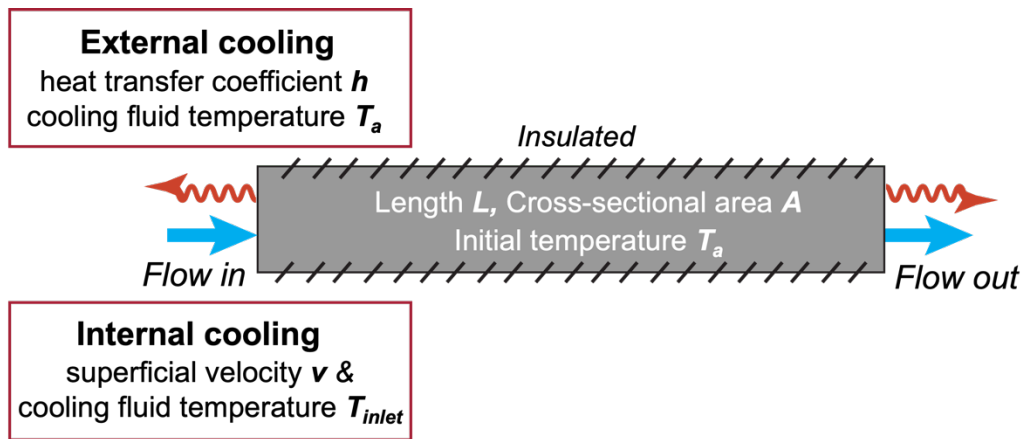 External cooling
heat transfer coefficient h
cooling fluid temperature Ta
Insulated
Length L, Cross-sectional area A
Initial temperature Ta
Flow in
Flow out
Internal cooling
superficial velocity v &
cooling fluid temperature Tinlet